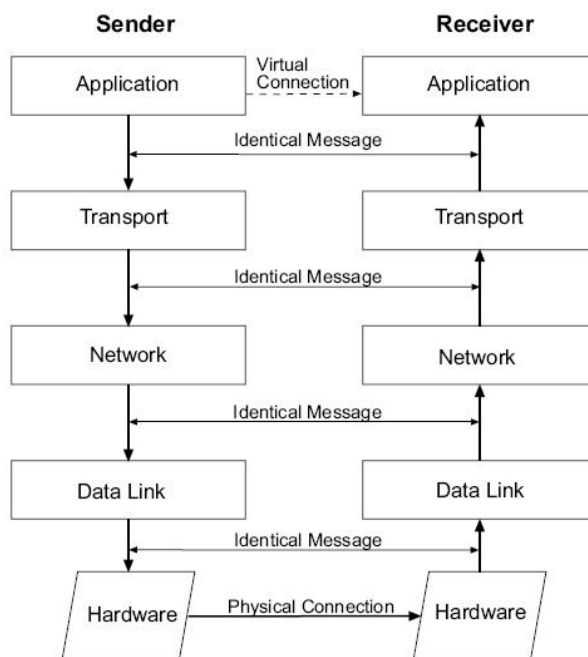 Sender Receiver
Virtual
Connection
Application Application
Identical Message
Transport Transport
Identical Message
Network Network
Identical Message
Data Link Data Link
Identical Message
Hardware Physical Connection Hardware